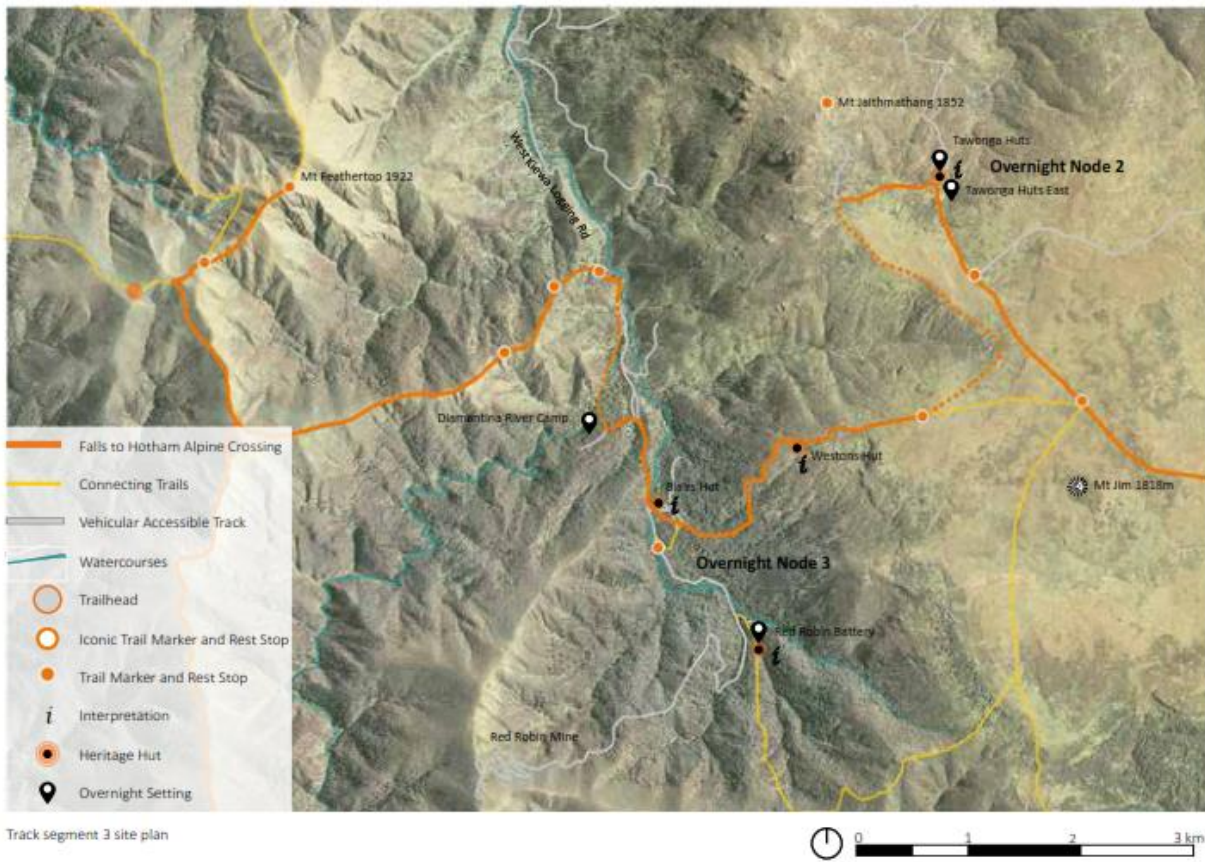 Mt Jaithmathang 1852
Tawonga Huts
Overnight Node 2
Tawonga Huts East
West Kiewa Logging Rd
Mt Feathertop 1922
Diamantina River Camp
Westons Hut
Blairs Hut
Mt Jim 1818m
Overnight Node 3
Red Robin Battery
Red Robin Mine
i
i
i
i
Falls to Hotham Alpine Crossing
Connecting Trails
Vehicular Accessible Track
Watercourses
Trailhead
Iconic Trail Marker and Rest Stop
Trail Marker and Rest Stop
i Interpretation
Heritage Hut
Overnight Setting
Track segment 3 site plan
0 1 2 3 km